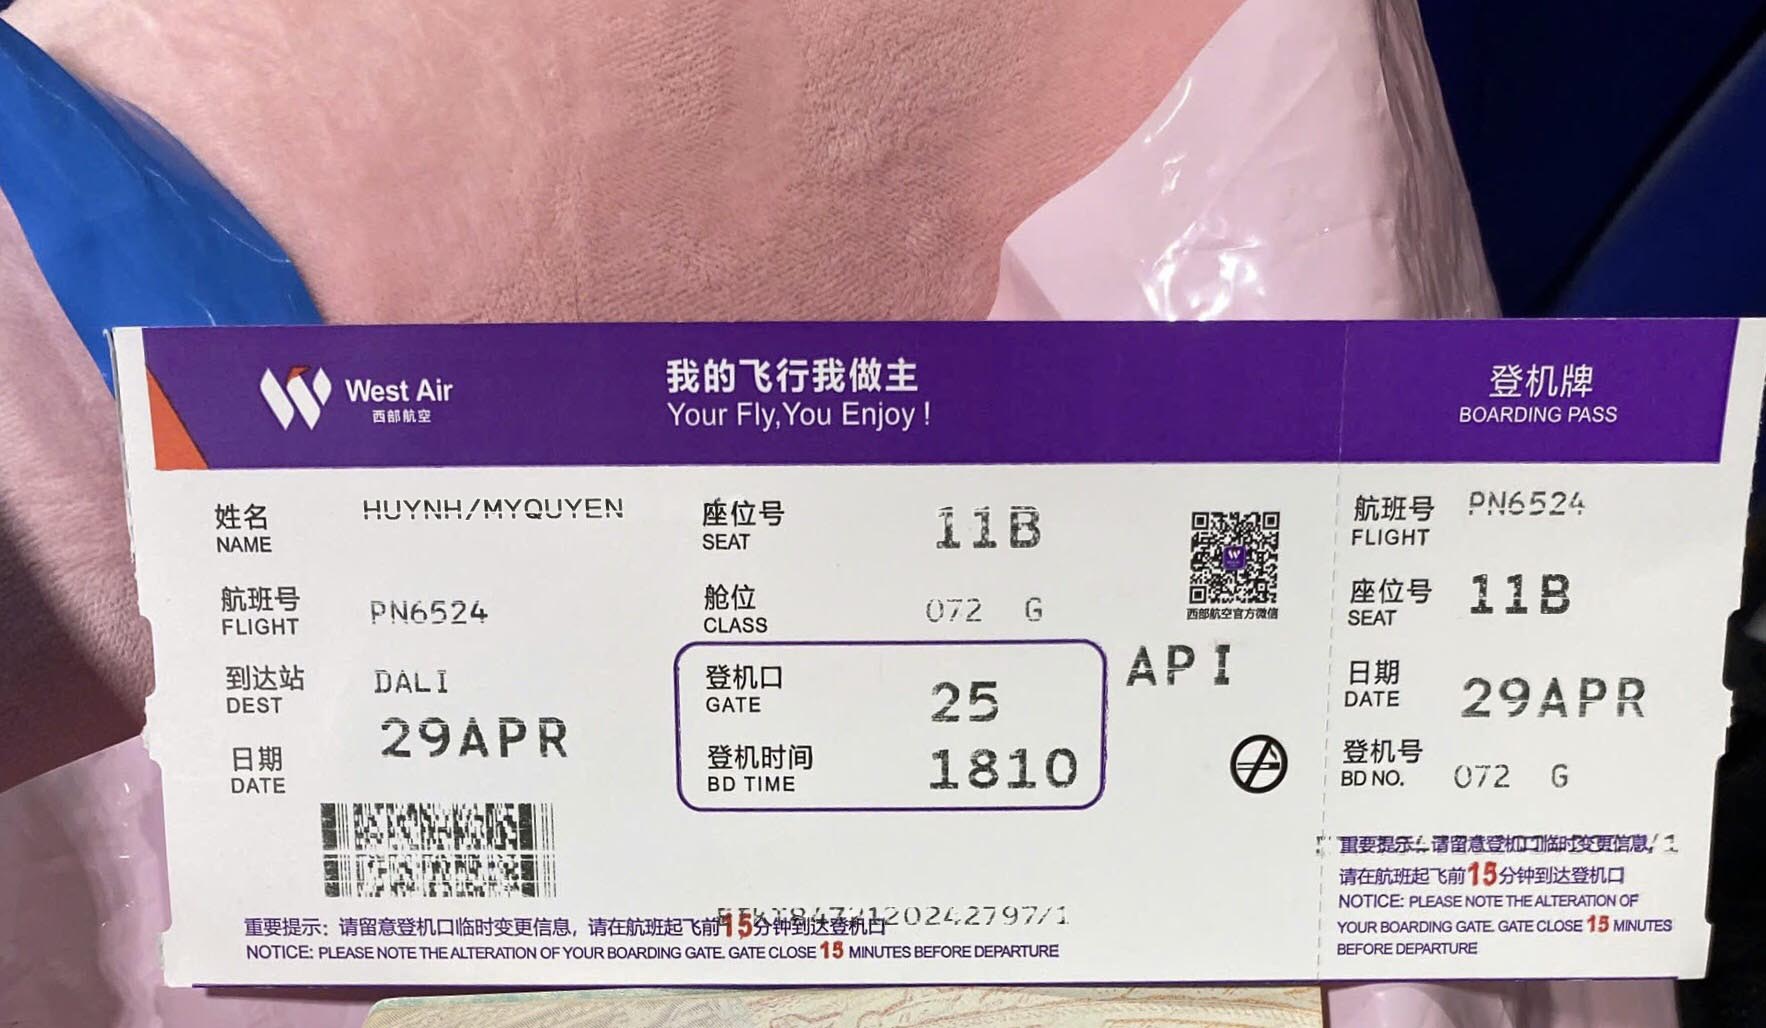 West Air
西部航空
我的飞行我做主
Your Fly,You Enjoy !
登机牌
BOARDING PASS
姓名 HUYNH/MYQUYEN
NAME
座位号 11B
SEAT
航班号 PN6524
FLIGHT
舱位 072 G
CLASS
到达站 DALI
DEST
登机口 25
GATE
日期 29APR
DATE
登机时间 1810
BD TIME
西部航空官方微信
API
重要提示：请留意登机口临时变更信息，请在航班起飞前15分钟到达登机口
NOTICE: PLEASE NOTE THE ALTERATION OF YOUR BOARDING GATE. GATE CLOSE 15 MINUTES BEFORE DEPARTURE
航班号 PN6524
FLIGHT
座位号 11B
SEAT
日期 29APR
DATE
登机号 072 G
BD NO.
重要提示：请留意登机口临时变更信息，
请在航班起飞前15分钟到达登机口
NOTICE: PLEASE NOTE THE ALTERATION OF
YOUR BOARDING GATE. GATE CLOSE 15 MINUTES
BEFORE DEPARTURE